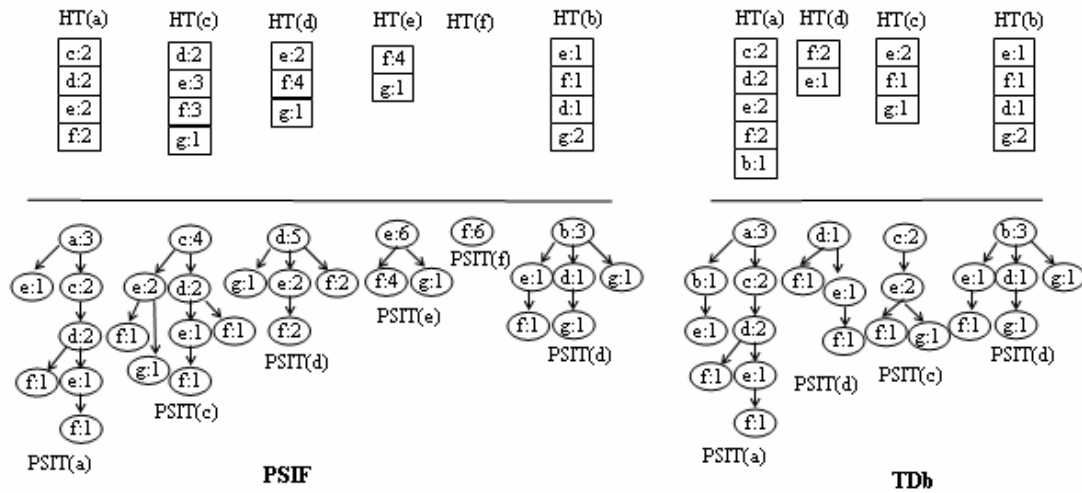 HT(a) HT(c) HT(d) HT(e) HT(f) HT(b) HT(a) HT(d) HT(c) HT(b)
c:2 d:2 e:2 f:4 e:1 c:2 f:2 e:2 e:1
d:2 e:3 f:4 g:1 f:1 d:2 e:1 f:1 f:1
e:2 f:3 g:1 d:1 e:2 g:1 d:1
f:2 g:1 g:2 f:2 g:2
b:1
a:3 c:4 d:5 e:6 f:6 b:3 a:3 d:1 c:2 b:3
PSIT(f)
e:1 c:2 e:2 d:2 g:1 e:2 f:2 f:4 g:1 e:1 d:1 g:1 b:1 c:2 f:1 e:1 e:2 e:1 d:1 g:1
PSIT(e)
d:2 f:1 e:1 f:1 f:2 f:1 g:1 e:1 d:2 f:1 f:1 g:1 f:1 g:1
PSIT(d) PSIT(d) PSIT(d)
f:1 e:1 g:1 f:1 f:1 e:1 PSIT(d) PSIT(c)
PSIT(c)
f:1 f:1
PSIT(a) PSIT(a)
PSIF TDb